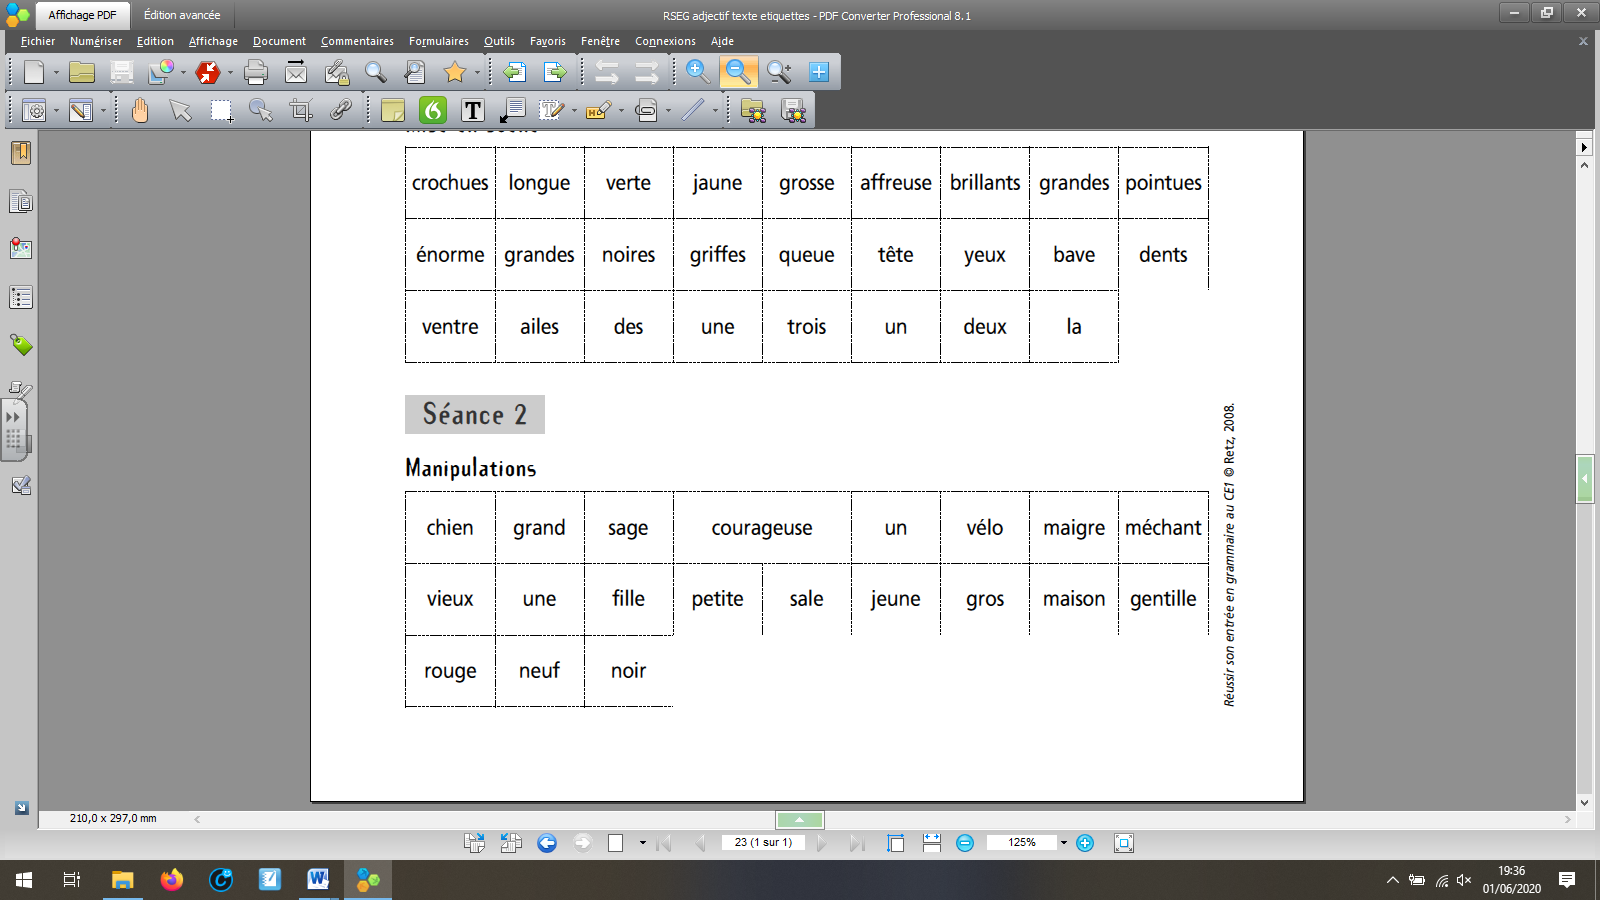 Affichage PDF Édition avancée RSEG adjectif texte etiquettes - PDF Converter Professional 8.1
Fichier Numériser Edition Affichage Document Commentaires Formulaires Outils Favoris Fenêtre Connexions Aide
crochues longue verte jaune grosse affreuse brillants grandes pointues
énorme grandes noires griffes queue tête yeux bave dents
ventre ailes des une trois un deux la
Séance 2
Manipulations
chien grand sage courageuse un vélo maigre méchant
vieux une fille petite sale jeune gros maison gentille
rouge neuf noir
Réussir son entrée en grammaire au CE1 © Retz, 2008.
210,0 x 297,0 mm
23 (1 sur 1) 125%
19:36
01/06/2020